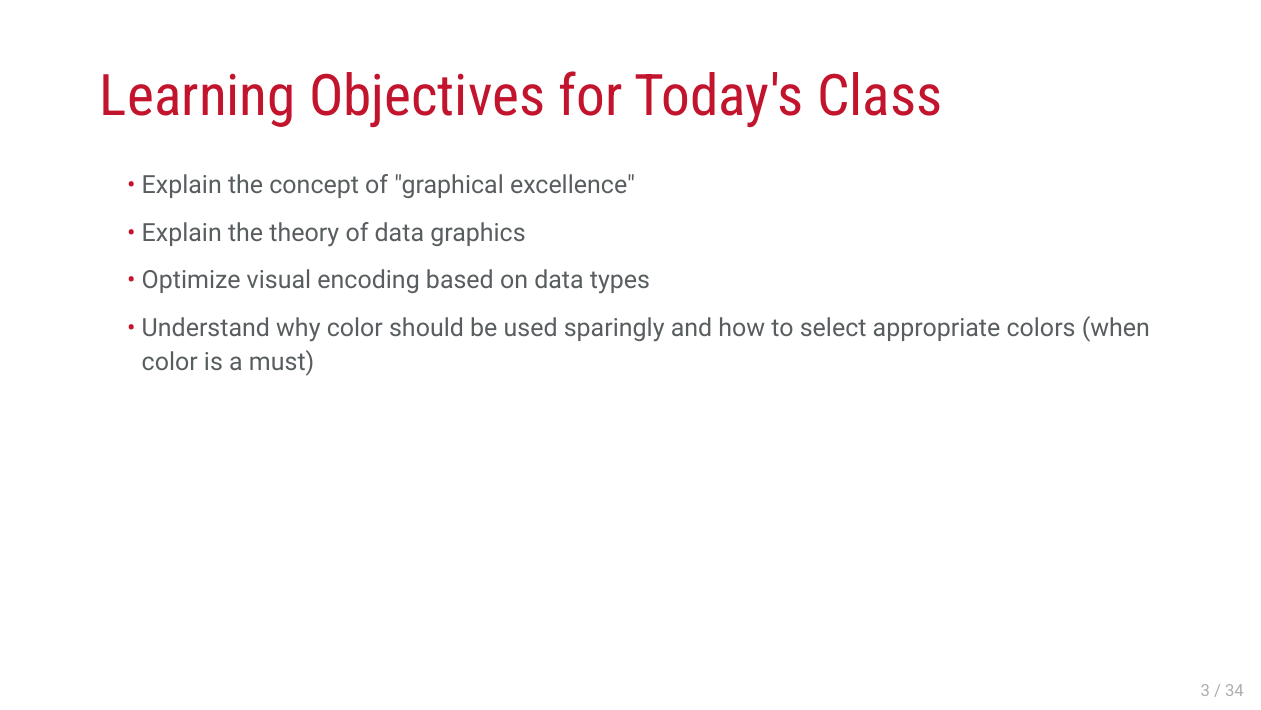 Learning Objectives for Today's Class
• Explain the concept of "graphical excellence"
• Explain the theory of data graphics
• Optimize visual encoding based on data types
• Understand why color should be used sparingly and how to select appropriate colors (when
color is a must)
3 / 34